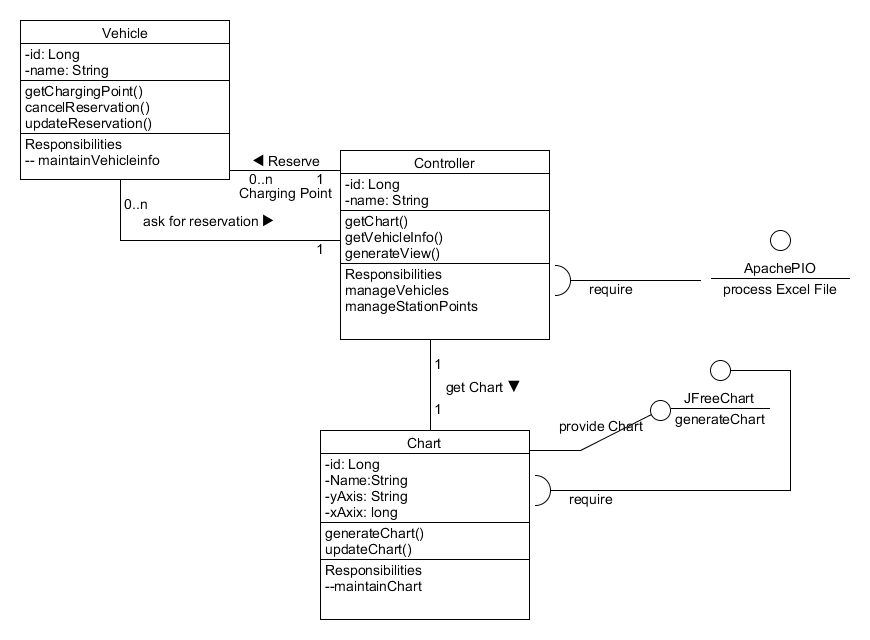 Vehicle
-id: Long
-name: String
getChargingPoint()
cancelReservation()
updateReservation()
Responsibilities
-- maintainVehicleinfo
◀ Reserve
0..n 1
Charging Point
0..n
ask for reservation ▶
1
Controller
-id: Long
-name: String
getChart()
getVehicleInfo()
generateView()
Responsibilities
manageVehicles
manageStationPoints
require
ApachePIO
process Excel File
1
get Chart ▼
1
JFreeChart
generateChart
provide Chart
require
Chart
-id: Long
-Name:String
-yAxis: String
-xAxix: long
generateChart()
updateChart()
Responsibilities
--maintainChart